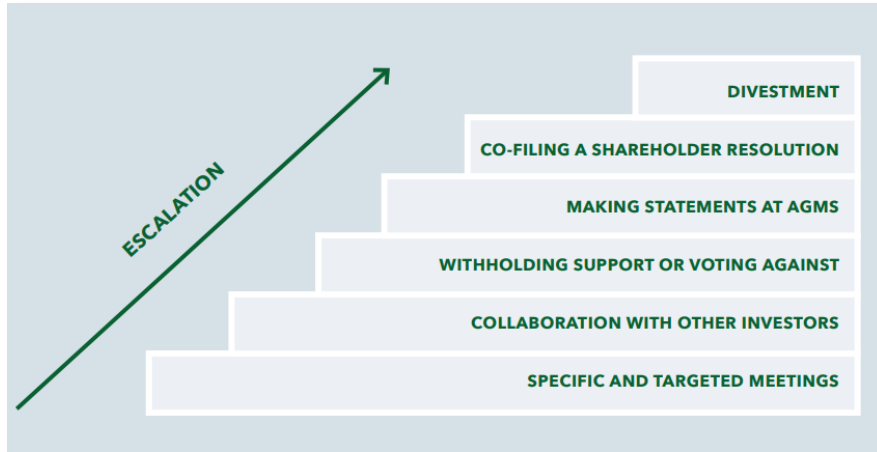 ESCALATION
DIVESTMENT
CO-FILING A SHAREHOLDER RESOLUTION
MAKING STATEMENTS AT AGMS
WITHHOLDING SUPPORT OR VOTING AGAINST
COLLABORATION WITH OTHER INVESTORS
SPECIFIC AND TARGETED MEETINGS